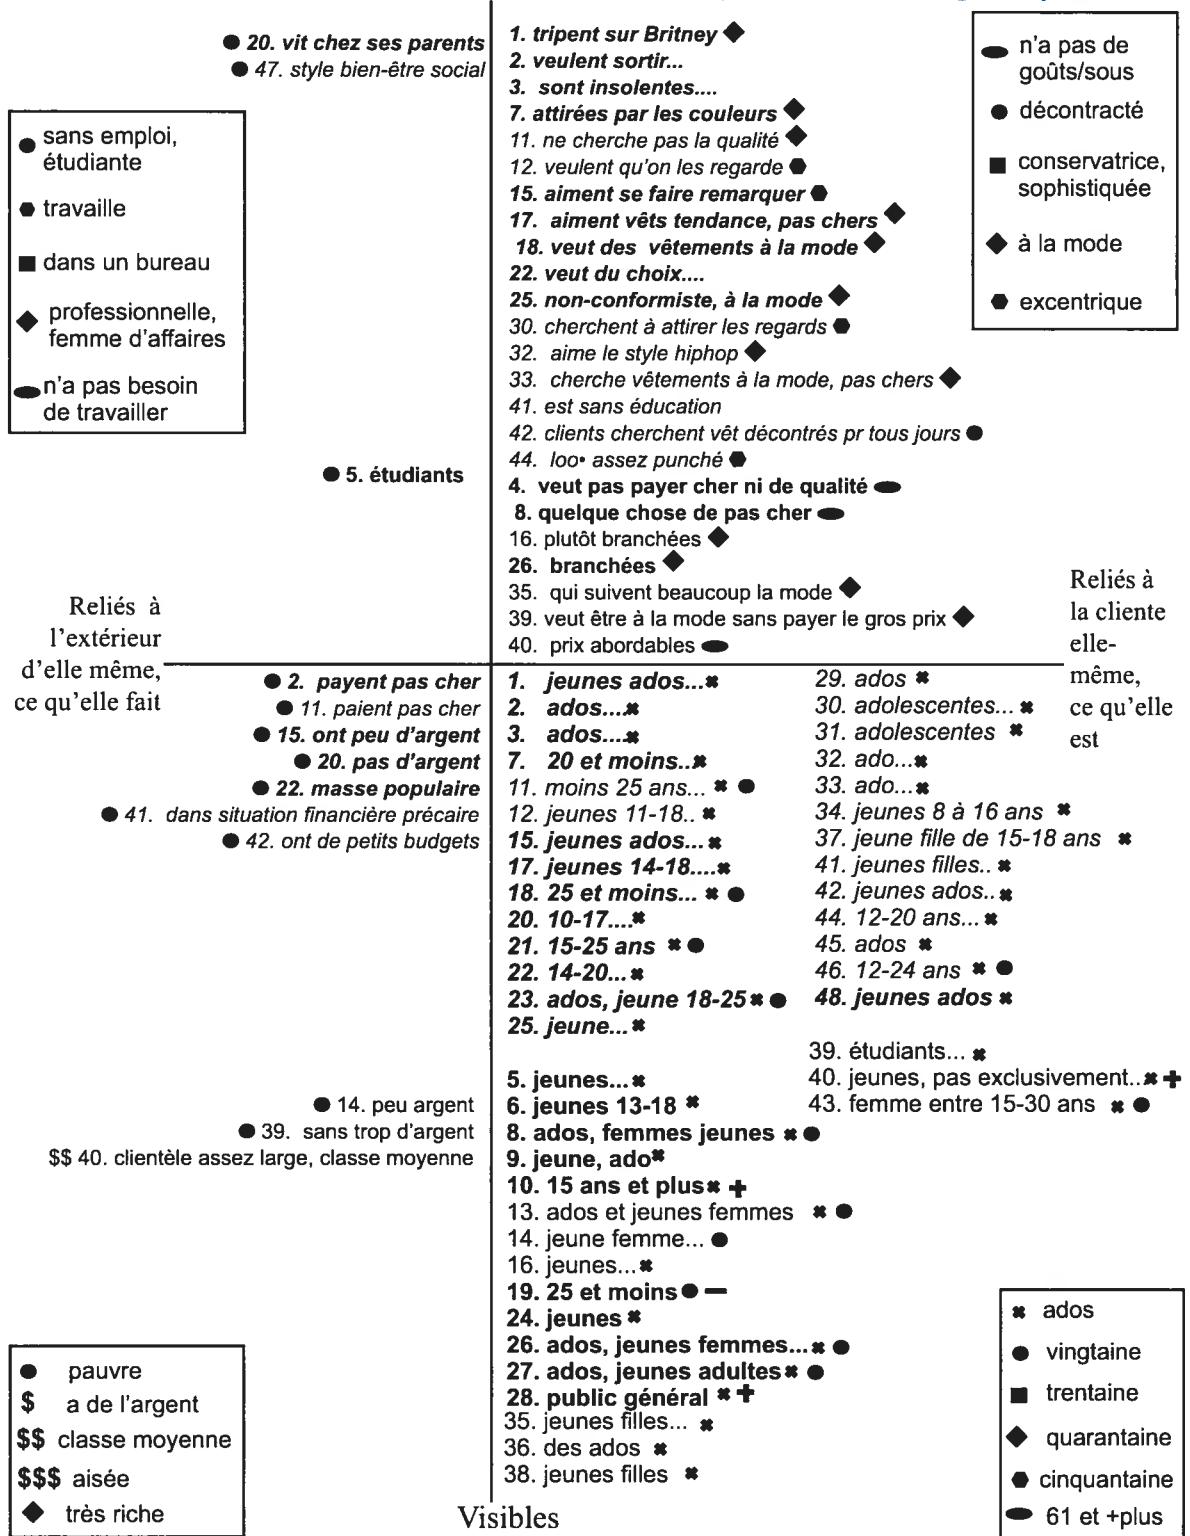 ● 20. vit chez ses parents
● 47. style bien-être social
● sans emploi,
étudiante
⬣ travaille
■ dans un bureau
◆ professionnelle,
femme d'affaires
⬬ n'a pas besoin
de travailler
● 5. étudiants
1. tripent sur Britney ◆
2. veulent sortir...
3. sont insolentes....
7. attirées par les couleurs ◆
11. ne cherche pas la qualité ◆
12. veulent qu'on les regarde ⬣
15. aiment se faire remarquer ⬣
17. aiment vêts tendance, pas chers ◆
18. veut des vêtements à la mode ◆
22. veut du choix....
25. non-conformiste, à la mode ◆
30. cherchent à attirer les regards ⬣
32. aime le style hiphop ◆
33. cherche vêtements à la mode, pas chers ◆
41. est sans éducation
42. clients cherchent vêt décontrés pr tous jours ●
44. loo• assez punché ⬣
4. veut pas payer cher ni de qualité ⬬
8. quelque chose de pas cher ⬬
16. plutôt branchées ◆
26. branchées ◆
35. qui suivent beaucoup la mode ◆
39. veut être à la mode sans payer le gros prix ◆
40. prix abordables ⬬
⬬ n'a pas de
goûts/sous
● décontracté
■ conservatrice,
sophistiquée
◆ à la mode
⬣ excentrique
Reliés à
l'extérieur
d'elle même,
ce qu'elle fait
Reliés à
la cliente
elle-
même,
ce qu'elle
est
● 2. payent pas cher
● 11. paient pas cher
● 15. ont peu d'argent
● 20. pas d'argent
● 22. masse populaire
● 41. dans situation financière précaire
● 42. ont de petits budgets
● 14. peu argent
● 39. sans trop d'argent
$$ 40. clientèle assez large, classe moyenne
1. jeunes ados...✖
2. ados...✖
3. ados....✖
7. 20 et moins..✖
11. moins 25 ans... ✖ ●
12. jeunes 11-18.. ✖
15. jeunes ados...✖
17. jeunes 14-18....✖
18. 25 et moins... ✖ ●
20. 10-17....✖
21. 15-25 ans ✖ ●
22. 14-20...✖
23. ados, jeune 18-25 ✖ ●
25. jeune...✖
5. jeunes...✖
6. jeunes 13-18 ✖
8. ados, femmes jeunes ✖ ●
9. jeune, ado✖
10. 15 ans et plus✖ +
13. ados et jeunes femmes ✖ ●
14. jeune femme... ●
16. jeunes...✖
19. 25 et moins ● –
24. jeunes ✖
26. ados, jeunes femmes...✖ ●
27. ados, jeunes adultes ✖ ●
28. public général ✖ +
35. jeunes filles... ✖
36. des ados ✖
38. jeunes filles ✖
29. ados ✖
30. adolescentes... ✖
31. adolescentes ✖
32. ado...✖
33. ado...✖
34. jeunes 8 à 16 ans ✖
37. jeune fille de 15-18 ans ✖
41. jeunes filles.. ✖
42. jeunes ados.. ✖
44. 12-20 ans... ✖
45. ados ✖
46. 12-24 ans ✖ ●
48. jeunes ados ✖
39. étudiants... ✖
40. jeunes, pas exclusivement..✖ +
43. femme entre 15-30 ans ✖ ●
● pauvre
$ a de l'argent
$$ classe moyenne
$$$ aisée
◆ très riche
✖ ados
● vingtaine
■ trentaine
◆ quarantaine
⬣ cinquantaine
⬬ 61 et +plus
Visibles